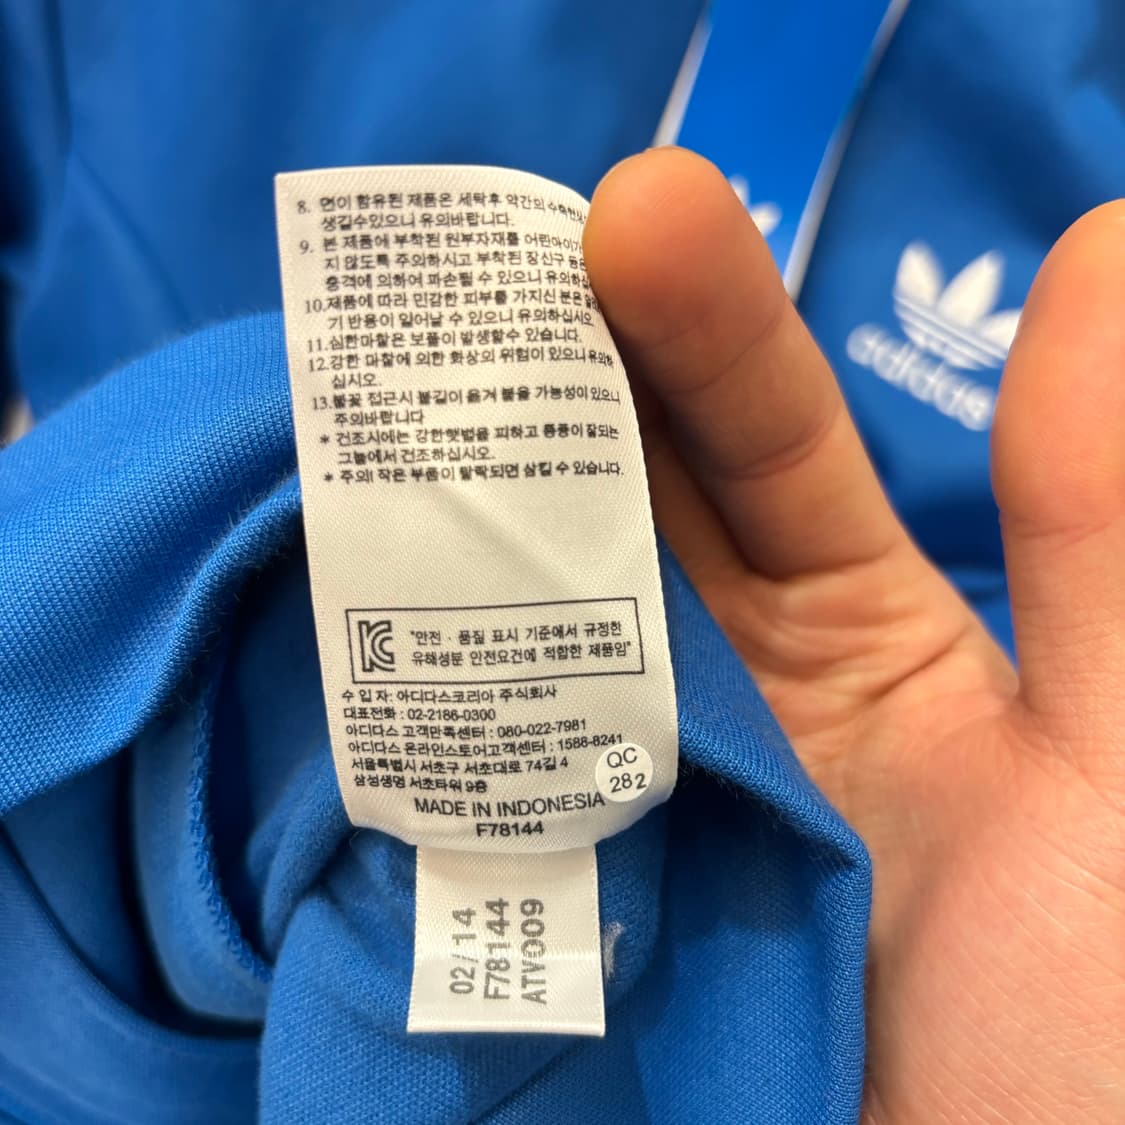 8. 면이 함유된 제품은 세탁후 약간의 수축현상
생길수있으니 유의바랍니다.
9. 본 제품에 부착된 원부자재를 어린아이가
지 않도록 주의하시고 부착된 장신구 등은
충격에 의하여 파손될 수 있으니 유의하십
10.제품에 따라 민감한 피부를 가지신 분은
기 반응이 일어날 수 있으니 유의하십시오.
11.심한마찰은 보풀이 발생할수 있습니다.
12.강한 마찰에 의한 화상의 위험이 있으니 유의하
십시오.
13.불꽃 접근시 불길이 옮겨 붙을 가능성이 있으니
주의바랍니다
* 건조시에는 강한햇볕을 피하고 통풍이 잘되는
그늘에서 건조하십시오.
* 주의! 작은 부품이 탈락되면 삼킬 수 있습니다.
"안전 · 품질 표시 기준에서 규정한
유해성분 안전요건에 적합한 제품임"
수 입 자: 아디다스코리아 주식회사
대표전화 : 02-2186-0300
아디다스 고객만족센터 : 080-022-7981
아디다스 온라인스토어고객센터 : 1588-8241
서울특별시 서초구 서초대로 74길 4
삼성생명 서초타워 9층
QC
282
MADE IN INDONESIA
F78144
02/14
F78144
ATV009
adidas